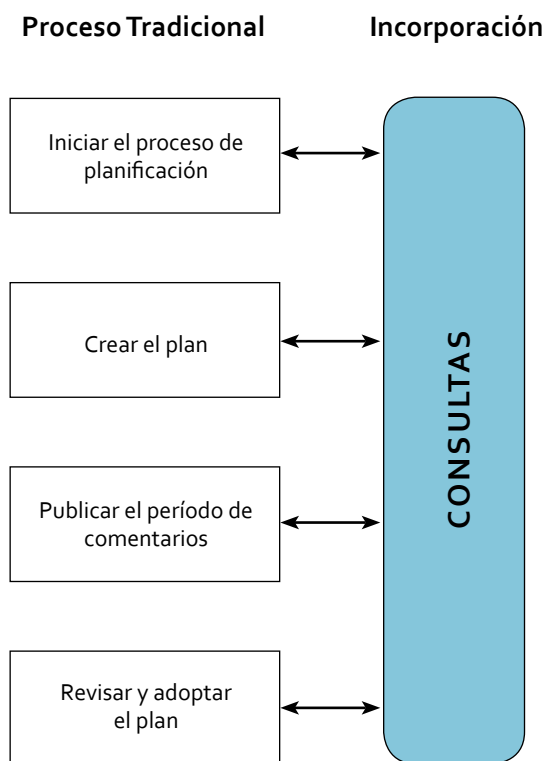 Proceso Tradicional
Incorporación
Iniciar el proceso de
planificación
Crear el plan
Publicar el período de
comentarios
Revisar y adoptar
el plan
CONSULTAS